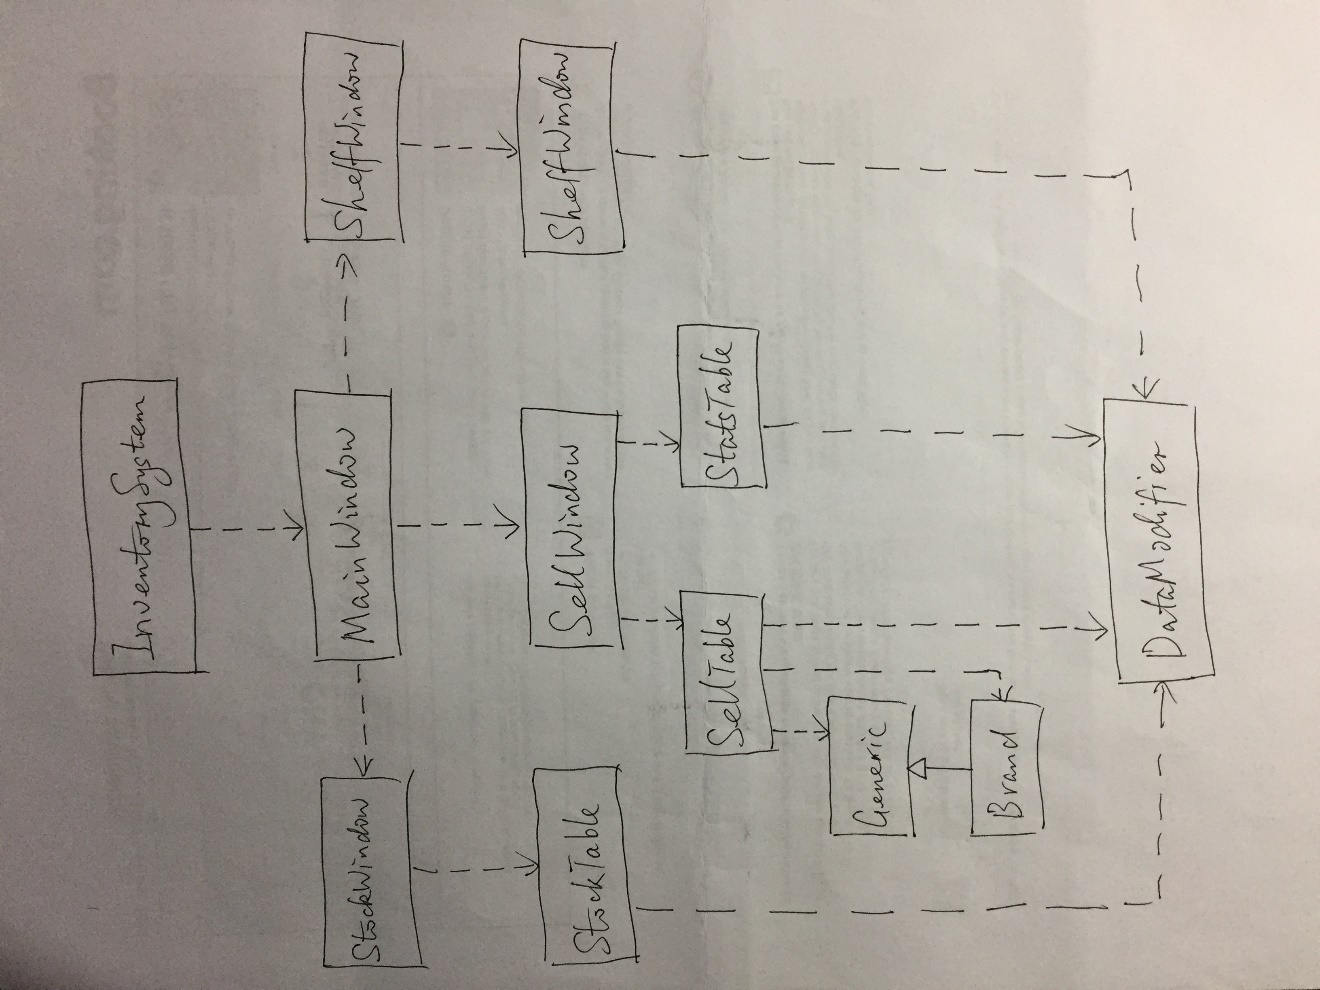 InventorySystem
StockWindow
MainWindow
ShelfWindow
StockTable
SellWindow
ShelfWindow
SellTable
StatsTable
Generic
Brand
DataModifier